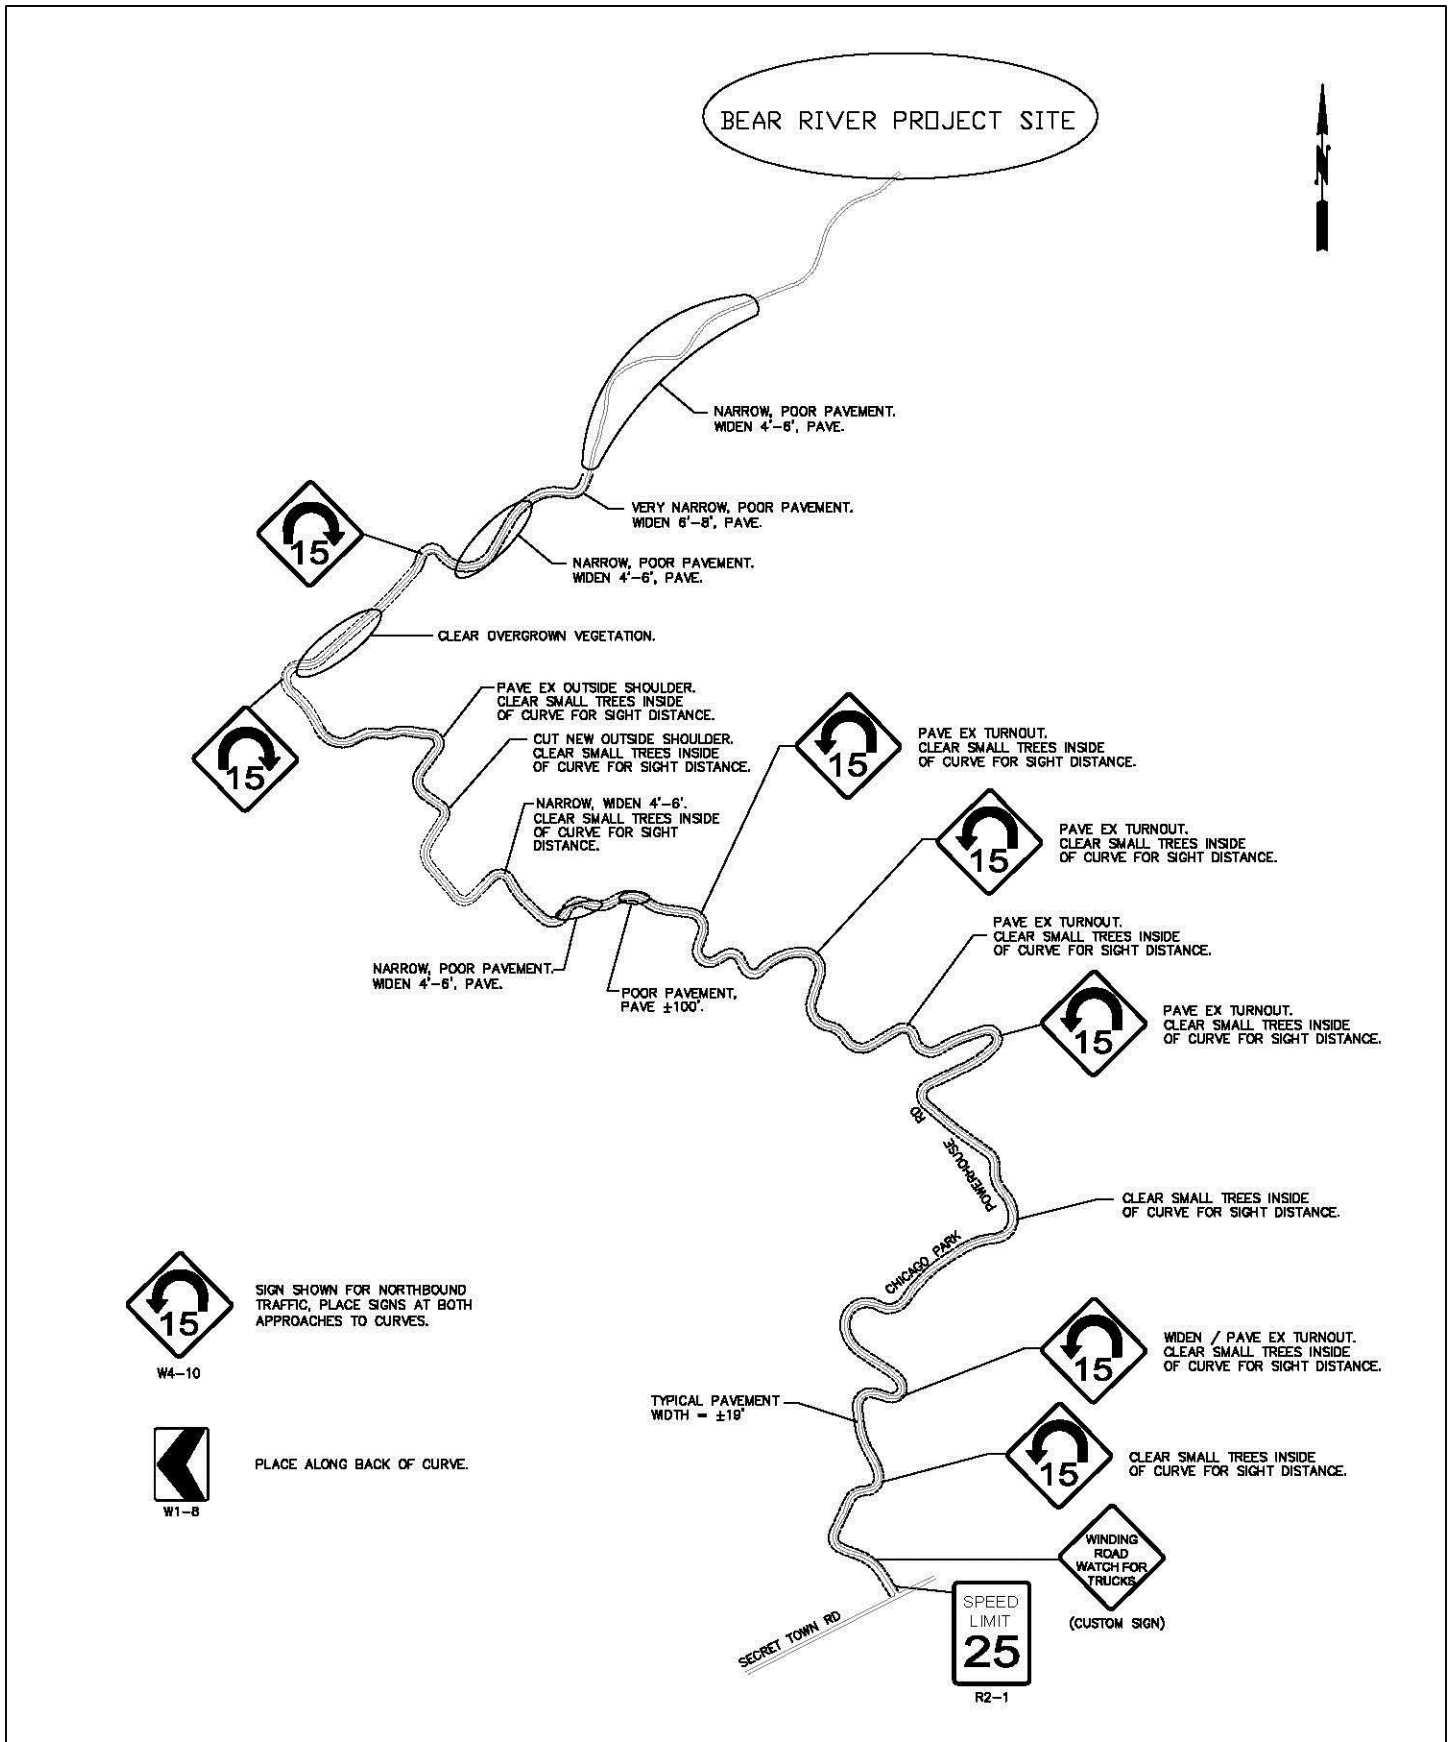 BEAR RIVER PROJECT SITE
N
NARROW, POOR PAVEMENT.
WIDEN 4'-6', PAVE.
VERY NARROW, POOR PAVEMENT.
WIDEN 6'-8', PAVE.
15
NARROW, POOR PAVEMENT.
WIDEN 4'-6', PAVE.
CLEAR OVERGROWN VEGETATION.
PAVE EX OUTSIDE SHOULDER.
CLEAR SMALL TREES INSIDE
OF CURVE FOR SIGHT DISTANCE.
15
CUT NEW OUTSIDE SHOULDER.
CLEAR SMALL TREES INSIDE
OF CURVE FOR SIGHT DISTANCE.
15
PAVE EX TURNOUT.
CLEAR SMALL TREES INSIDE
OF CURVE FOR SIGHT DISTANCE.
NARROW, WIDEN 4'-6'.
CLEAR SMALL TREES INSIDE
OF CURVE FOR SIGHT
DISTANCE.
15
PAVE EX TURNOUT.
CLEAR SMALL TREES INSIDE
OF CURVE FOR SIGHT DISTANCE.
PAVE EX TURNOUT.
CLEAR SMALL TREES INSIDE
OF CURVE FOR SIGHT DISTANCE.
NARROW, POOR PAVEMENT.
WIDEN 4'-6', PAVE.
POOR PAVEMENT,
PAVE ±100'.
15
PAVE EX TURNOUT.
CLEAR SMALL TREES INSIDE
OF CURVE FOR SIGHT DISTANCE.
CHICAGO PARK
POWERHOUSE
RD
CLEAR SMALL TREES INSIDE
OF CURVE FOR SIGHT DISTANCE.
15
W4-10
SIGN SHOWN FOR NORTHBOUND
TRAFFIC, PLACE SIGNS AT BOTH
APPROACHES TO CURVES.
15
WIDEN / PAVE EX TURNOUT.
CLEAR SMALL TREES INSIDE
OF CURVE FOR SIGHT DISTANCE.
TYPICAL PAVEMENT
WIDTH = ±19'
15
CLEAR SMALL TREES INSIDE
OF CURVE FOR SIGHT DISTANCE.
PLACE ALONG BACK OF CURVE.
W1-8
WINDING
ROAD
WATCH FOR
TRUCKS
(CUSTOM SIGN)
SECRET TOWN RD
SPEED
LIMIT
25
R2-1